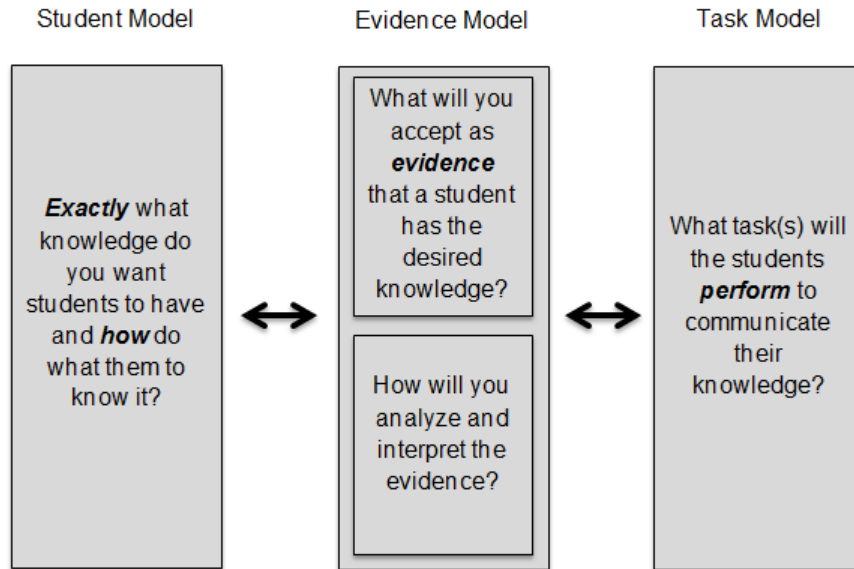 Student Model
Exactly what
knowledge do
you want
students to have
and how do
what them to
know it?
Evidence Model
What will you
accept as
evidence
that a student
has the
desired
knowledge?
How will you
analyze and
interpret the
evidence?
Task Model
What task(s) will
the students
perform to
communicate
their
knowledge?